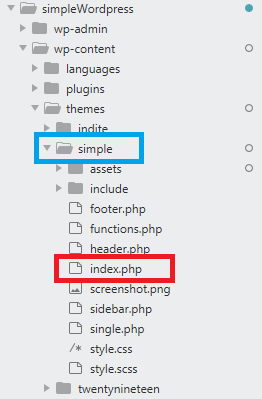 simpleWordpress
wp-admin
wp-content
languages
plugins
themes
indite
simple
assets
include
footer.php
functions.php
header.php
index.php
screenshot.png
sidebar.php
single.php
/* style.css
style.scss
twentynineteen